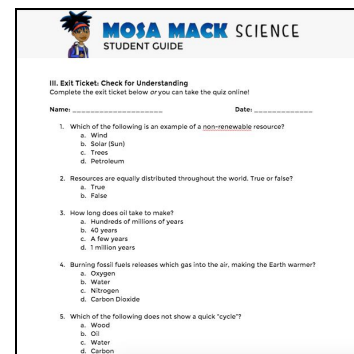 MOSA MACK SCIENCE
STUDENT GUIDE
III. Exit Ticket: Check for Understanding
Complete the exit ticket below or you can take the quiz online!
Name: ____________________ Date: _____________
1. Which of the following is an example of a non-renewable resource?
a. Wind
b. Solar (Sun)
c. Trees
d. Petroleum
2. Resources are equally distributed throughout the world. True or false?
a. True
b. False
3. How long does oil take to make?
a. Hundreds of millions of years
b. 40 years
c. A few years
d. 1 million years
4. Burning fossil fuels releases which gas into the air, making the Earth warmer?
a. Oxygen
b. Water
c. Nitrogen
d. Carbon Dioxide
5. Which of the following does not show a quick "cycle"?
a. Wood
b. Oil
c. Water
d. Carbon